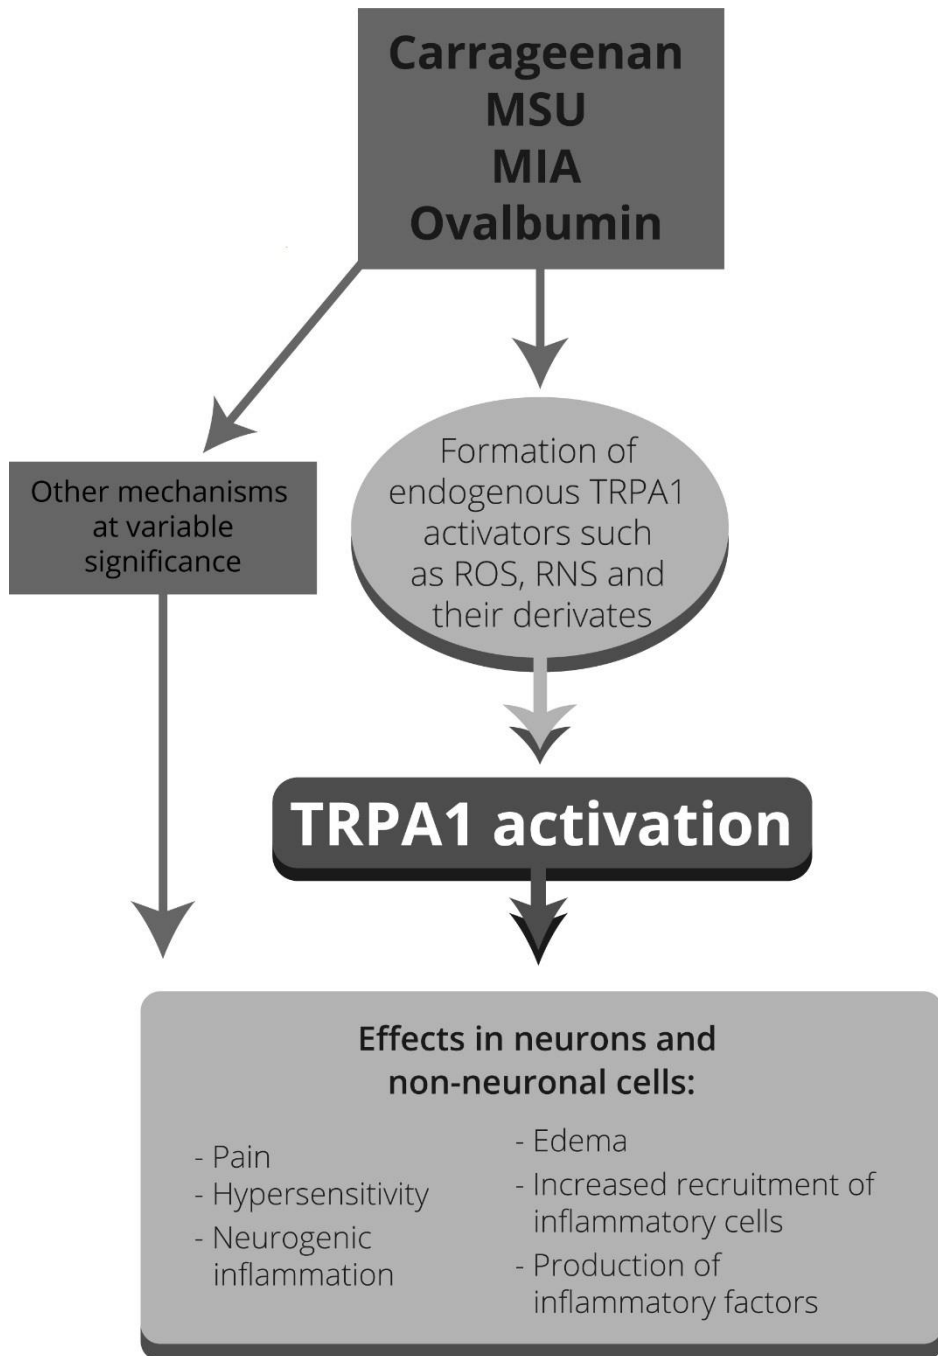 Carrageenan
MSU
MIA
Ovalbumin
Other mechanisms
at variable
significance
Formation of
endogenous TRPA1
activators such
as ROS, RNS and
their derivates
TRPA1 activation
Effects in neurons and
non-neuronal cells:
- Pain
- Hypersensitivity
- Neurogenic
inflammation
- Edema
- Increased recruitment of
inflammatory cells
- Production of
inflammatory factors